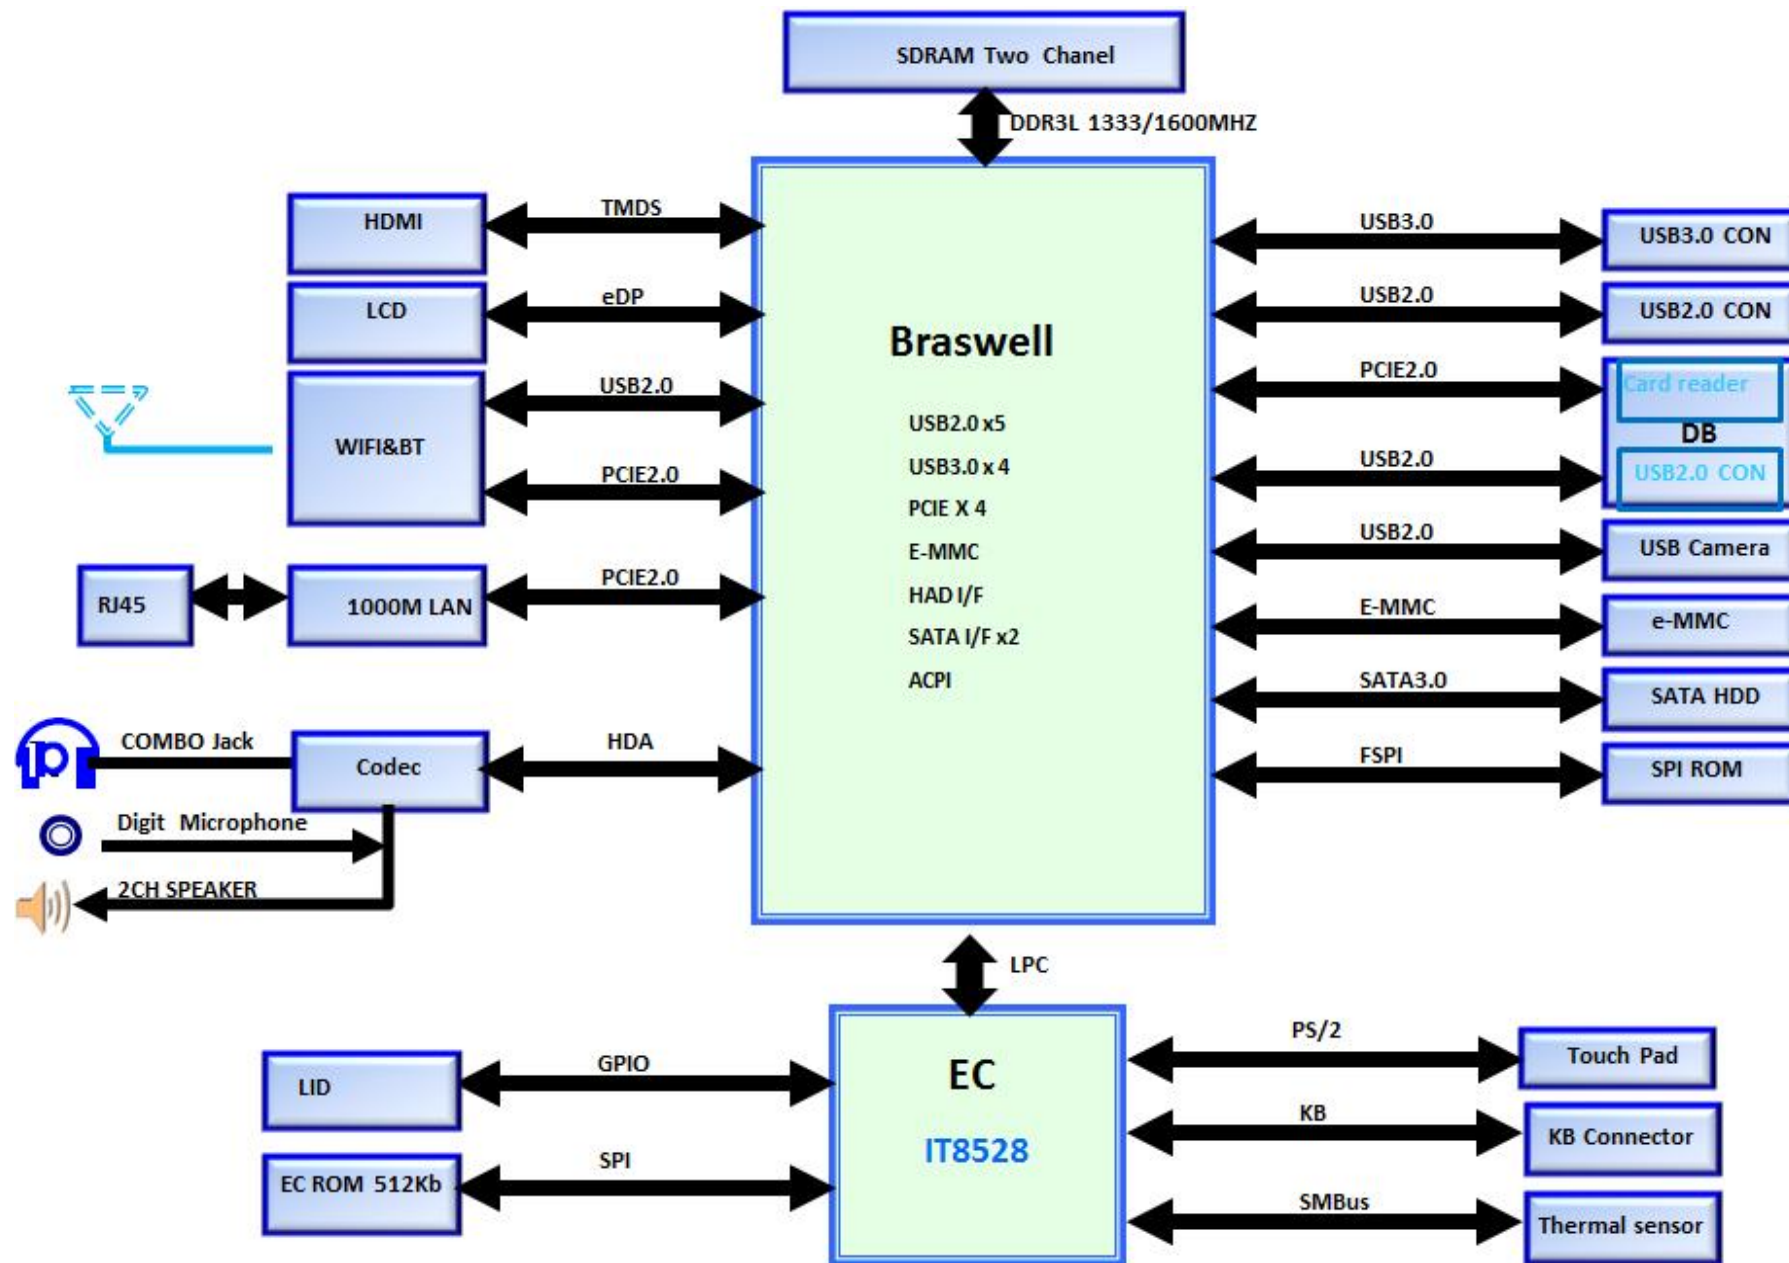 SDRAM Two Chanel
DDR3L 1333/1600MHZ
HDMI
TMDS
LCD
eDP
WIFI&BT
USB2.0
PCIE2.0
RJ45
1000M LAN
PCIE2.0
COMBO Jack
Codec
HDA
Digit Microphone
2CH SPEAKER
Braswell
USB2.0 x5
USB3.0 x 4
PCIE X 4
E-MMC
HAD I/F
SATA I/F x2
ACPI
USB3.0
USB3.0 CON
USB2.0
USB2.0 CON
PCIE2.0
Card reader
DB
USB2.0
USB2.0 CON
USB2.0
USB Camera
E-MMC
e-MMC
SATA3.0
SATA HDD
FSPI
SPI ROM
LPC
EC
IT8528
LID
GPIO
EC ROM 512Kb
SPI
PS/2
Touch Pad
KB
KB Connector
SMBus
Thermal sensor